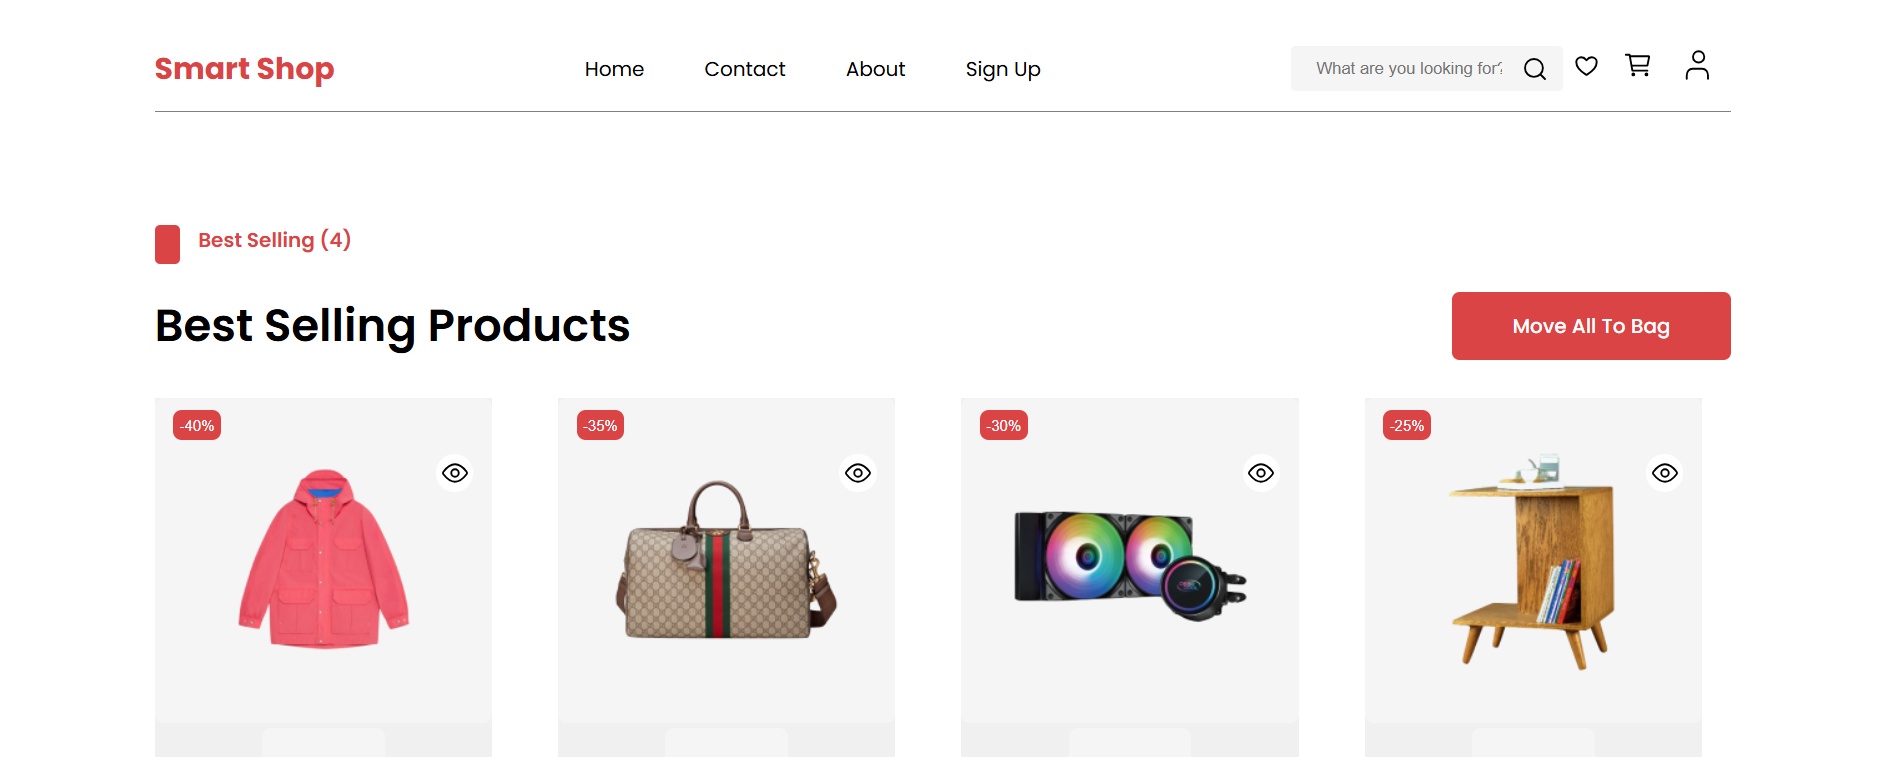 Smart Shop
Home
Contact
About
Sign Up
What are you looking for?
Best Selling (4)
Best Selling Products
Move All To Bag
-40%
-35%
-30%
-25%